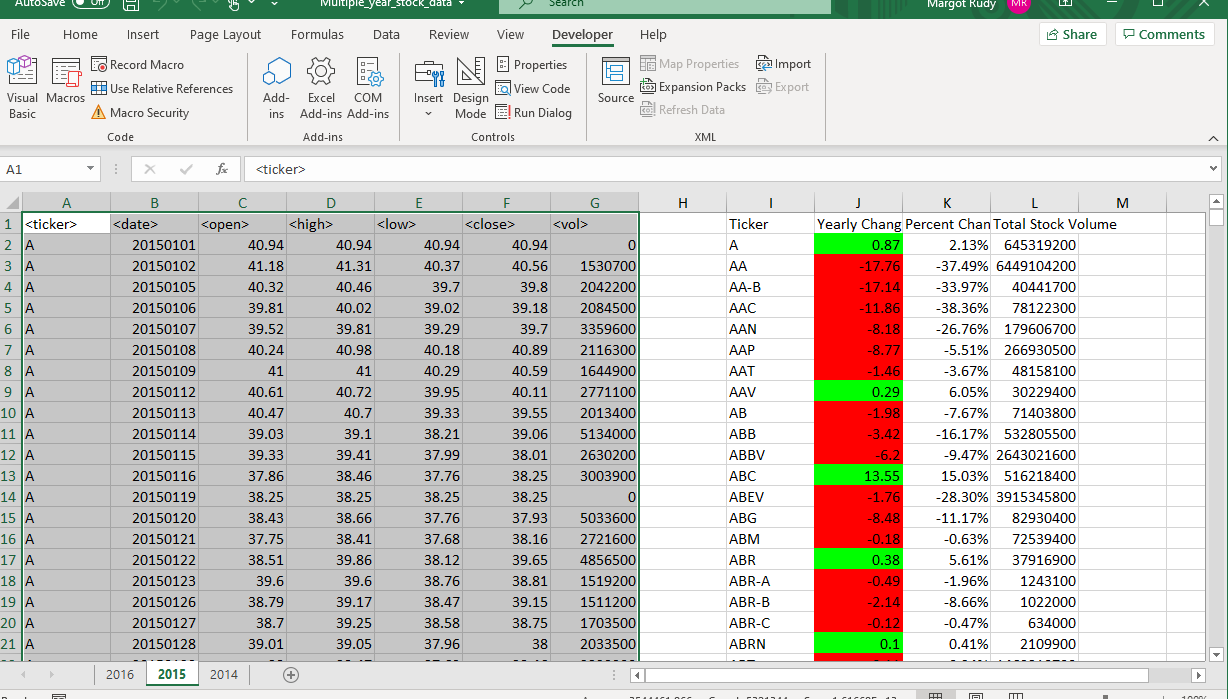 AutoSave Off Multiple_year_stock_data Search Margot Rudy MR
File Home Insert Page Layout Formulas Data Review View Developer Help Share Comments
Visual Basic Macros Record Macro Use Relative References Macro Security Code
Add-ins Excel Add-ins COM Add-ins Add-ins
Insert Design Mode Properties View Code Run Dialog Controls
Source Map Properties Expansion Packs Refresh Data Import Export XML
A1 fx <ticker>
A B C D E F G H I J K L M
1 <ticker> <date> <open> <high> <low> <close> <vol> Ticker Yearly Chang Percent Chan Total Stock Volume
2 A 20150101 40.94 40.94 40.94 40.94 0 A 0.87 2.13% 645319200
3 A 20150102 41.18 41.31 40.37 40.56 1530700 AA -17.76 -37.49% 6449104200
4 A 20150105 40.32 40.46 39.7 39.8 2042200 AA-B -17.14 -33.97% 40441700
5 A 20150106 39.81 40.02 39.02 39.18 2084500 AAC -11.86 -38.36% 78122300
6 A 20150107 39.52 39.81 39.29 39.7 3359600 AAN -8.18 -26.76% 179606700
7 A 20150108 40.24 40.98 40.18 40.89 2116300 AAP -8.77 -5.51% 266930500
8 A 20150109 41 41 40.29 40.59 1644900 AAT -1.46 -3.67% 48158100
9 A 20150112 40.61 40.72 39.95 40.11 2771100 AAV 0.29 6.05% 30229400
10 A 20150113 40.47 40.7 39.33 39.55 2013400 AB -1.98 -7.67% 71403800
11 A 20150114 39.03 39.1 38.21 39.06 5134000 ABB -3.42 -16.17% 532805500
12 A 20150115 39.33 39.41 37.99 38.01 2630200 ABBV -6.2 -9.47% 2643021600
13 A 20150116 37.86 38.46 37.76 38.25 3003900 ABC 13.55 15.03% 516218400
14 A 20150119 38.25 38.25 38.25 38.25 0 ABEV -1.76 -28.30% 3915345800
15 A 20150120 38.43 38.66 37.76 37.93 5033600 ABG -8.48 -11.17% 82930400
16 A 20150121 37.75 38.41 37.68 38.16 2721600 ABM -0.18 -0.63% 72539400
17 A 20150122 38.51 39.86 38.12 39.65 4856500 ABR 0.38 5.61% 37916900
18 A 20150123 39.6 39.6 38.76 38.81 1519200 ABR-A -0.49 -1.96% 1243100
19 A 20150126 38.79 39.17 38.47 39.15 1511200 ABR-B -2.14 -8.66% 1022000
20 A 20150127 38.7 39.25 38.58 38.75 1703500 ABR-C -0.12 -0.47% 634000
21 A 20150128 39.01 39.05 37.96 38 2033500 ABRN 0.1 0.41% 2109900
2016 2015 2014